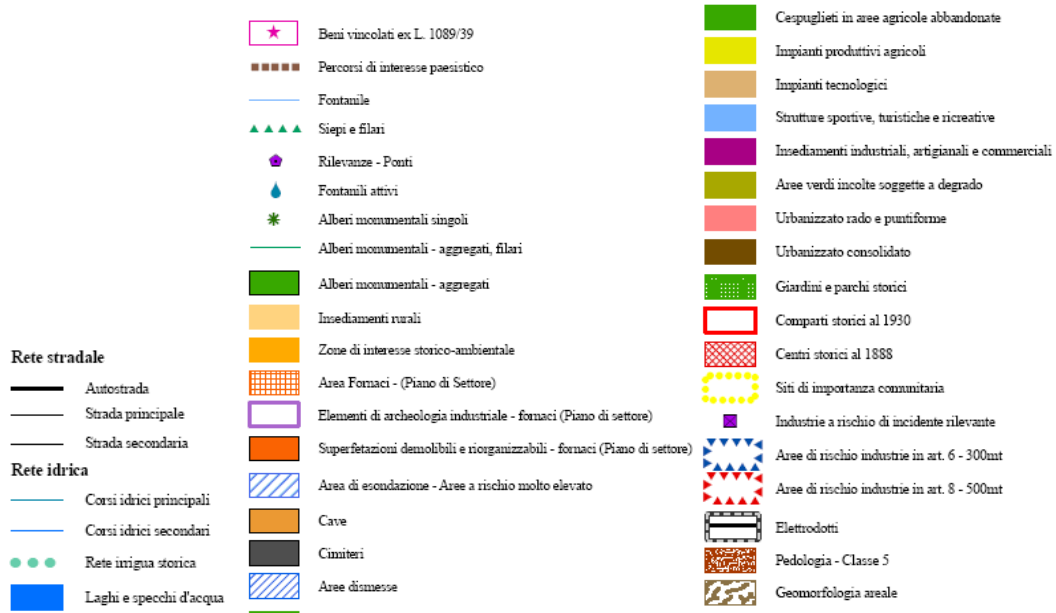 Rete stradale
Autostrada
Strada principale
Strada secondaria
Rete idrica
Corsi idrici principali
Corsi idrici secondari
Rete irrigua storica
Laghi e specchi d'acqua
Beni vincolati ex L. 1089/39
Percorsi di interesse paesistico
Fontanile
Siepi e filari
Rilevanze - Ponti
Fontanili attivi
Alberi monumentali singoli
Alberi monumentali - aggregati, filari
Alberi monumentali - aggregati
Insediamenti rurali
Zone di interesse storico-ambientale
Area Fornaci - (Piano di Settore)
Elementi di archeologia industriale - fornaci (Piano di settore)
Superfetazioni demolibili e riorganizzabili - fornaci (Piano di settore)
Area di esondazione - Aree a rischio molto elevato
Cave
Cimiteri
Aree dismesse
Cespuglieti in aree agricole abbandonate
Impianti produttivi agricoli
Impianti tecnologici
Strutture sportive, turistiche e ricreative
Insediamenti industriali, artigianali e commerciali
Aree verdi incolte soggette a degrado
Urbanizzato rado e puntiforme
Urbanizzato consolidato
Giardini e parchi storici
Comparti storici al 1930
Centri storici al 1888
Siti di importanza comunitaria
Industrie a rischio di incidente rilevante
Aree di rischio industrie in art. 6 - 300mt
Aree di rischio industrie in art. 8 - 500mt
Elettrodotti
Pedologia - Classe 5
Geomorfologia areale